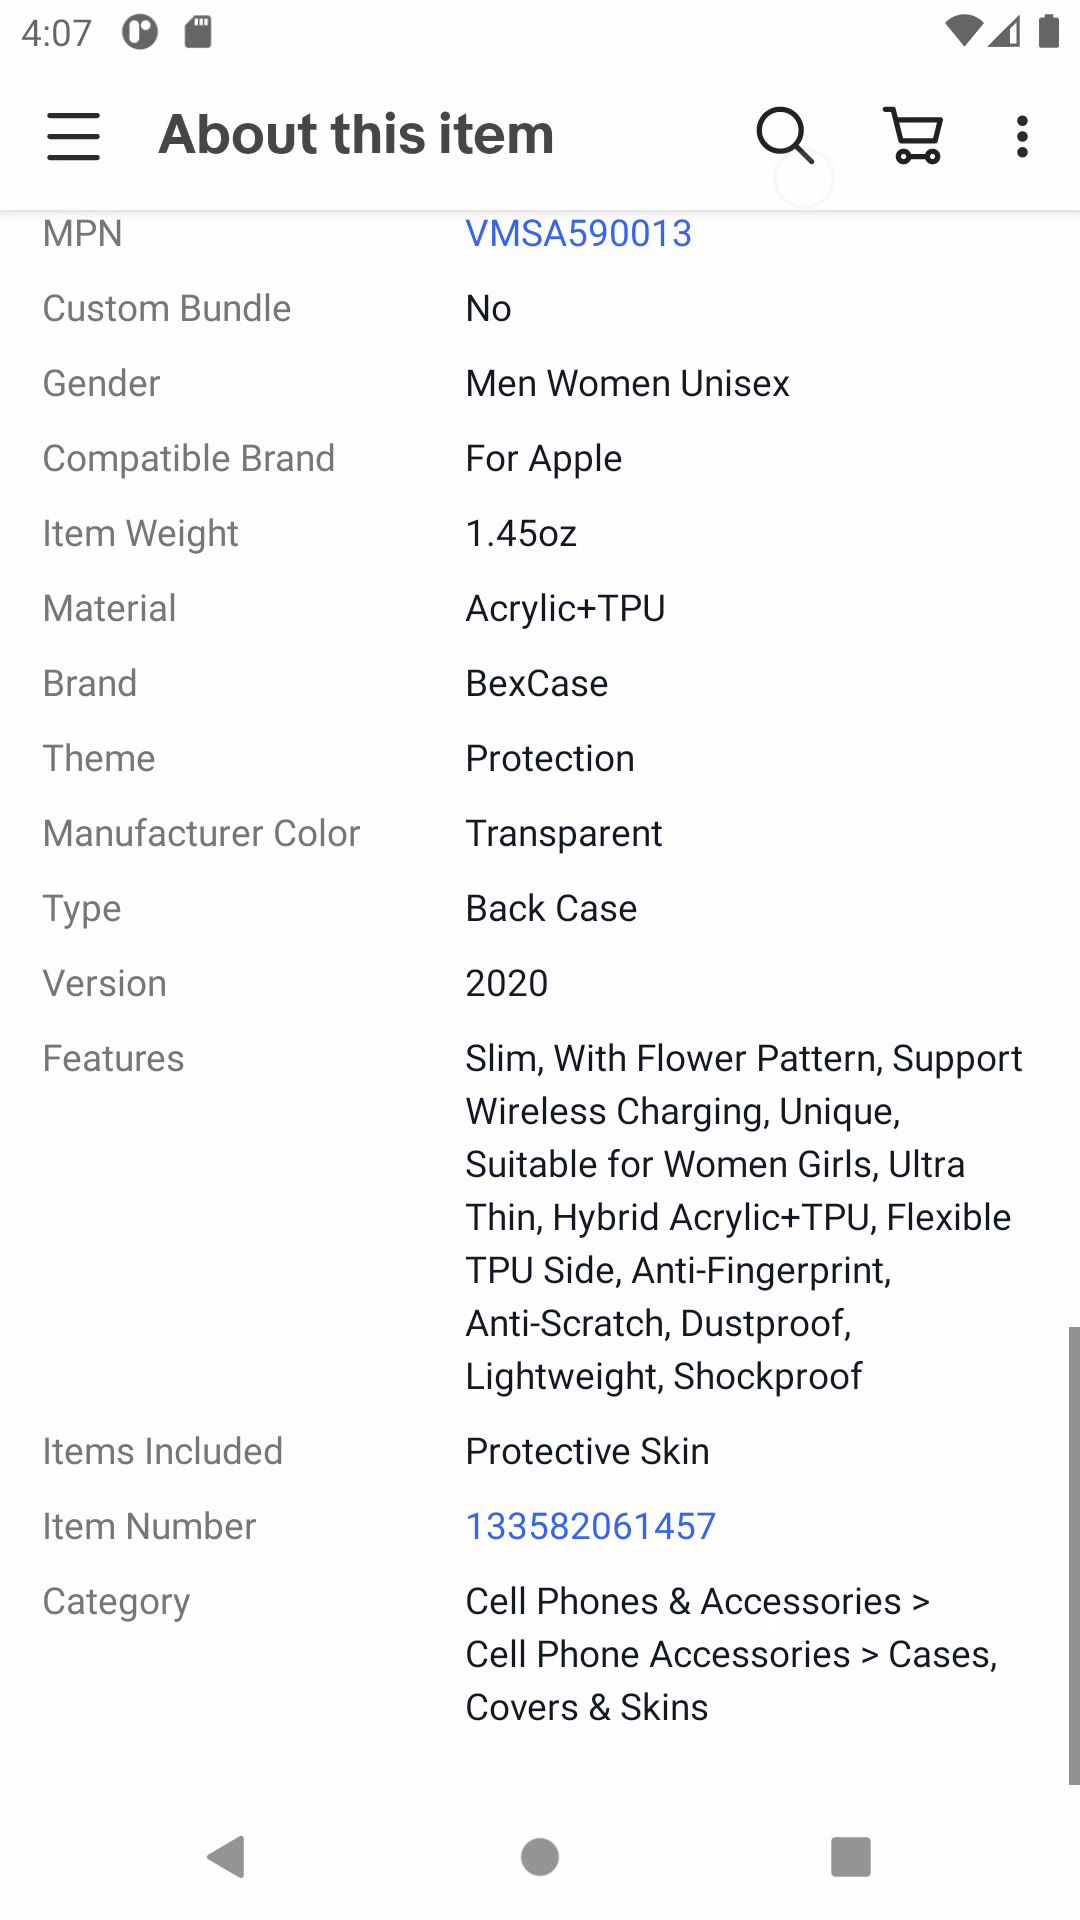 4:07
About this item
MPN VMSA590013
Custom Bundle No
Gender Men Women Unisex
Compatible Brand For Apple
Item Weight 1.45oz
Material Acrylic+TPU
Brand BexCase
Theme Protection
Manufacturer Color Transparent
Type Back Case
Version 2020
Features Slim, With Flower Pattern, Support
Wireless Charging, Unique,
Suitable for Women Girls, Ultra
Thin, Hybrid Acrylic+TPU, Flexible
TPU Side, Anti-Fingerprint,
Anti-Scratch, Dustproof,
Lightweight, Shockproof
Items Included Protective Skin
Item Number 133582061457
Category Cell Phones & Accessories >
Cell Phone Accessories > Cases,
Covers & Skins